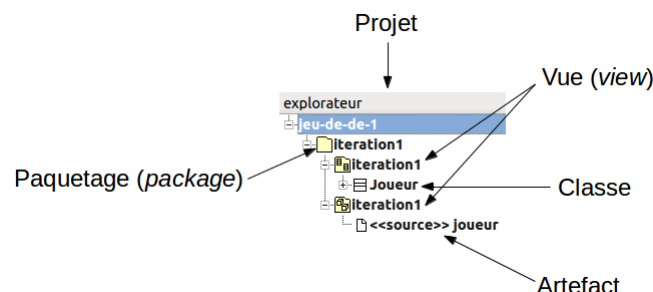 Projet
Vue (view)
explorateur
jeu-de-de-1
iteration1
iteration1
Paquetage (package)
Joueur
Classe
iteration1
<<source>> joueur
Artefact